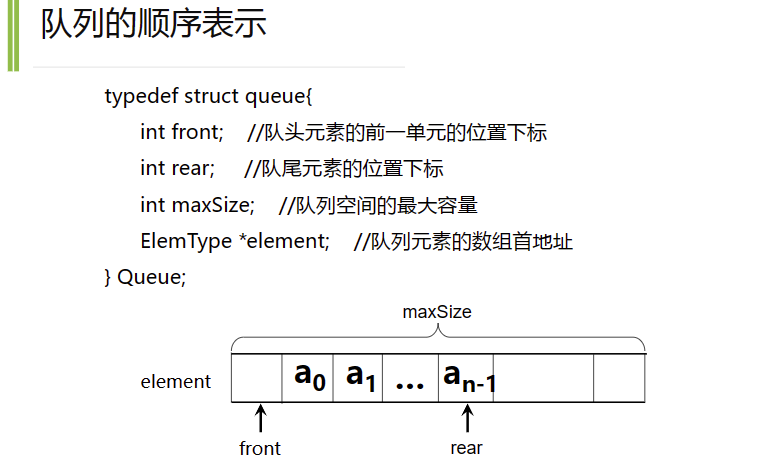 队列的顺序表示
typedef struct queue{
int front; //队头元素的前一单元的位置下标
int rear; //队尾元素的位置下标
int maxSize; //队列空间的最大容量
ElemType *element; //队列元素的数组首地址
} Queue;
maxSize
element a0 a1 ... an-1
front rear